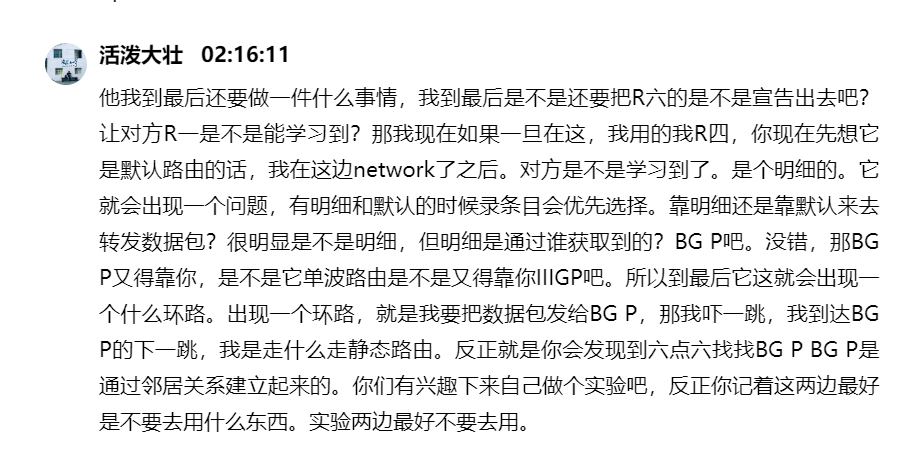 活泼大壮 02:16:11
他我到最后还要做一件什么事情，我到最后是不是还要把R六的是不是宣告出去吧？
让对方R一是不是能学习到？那我现在如果一旦在这，我用的我R四，你现在先想它
是默认路由的话，我在这边network了之后。对方是不是学习到了。是个明细的。它
就会出现一个问题，有明细和默认的时候录条目会优先选择。靠明细还是靠默认来去
转发数据包？很明显是不是明细，但明细是通过谁获取到的？BG P吧。没错，那BG
P又得靠你，是不是它单波路由是不是又得靠你lllGP吧。所以到最后它这就会出现一
个什么环路。出现一个环路，就是我要把数据包发给BG P，那我吓一跳，我到达BG
P的下一跳，我是走什么走静态路由。反正就是你会发现到六点六找找BG P BG P是
通过邻居关系建立起来的。你们有兴趣下来自己做个实验吧，反正你记着这两边最好
是不要去用什么东西。实验两边最好不要去用。